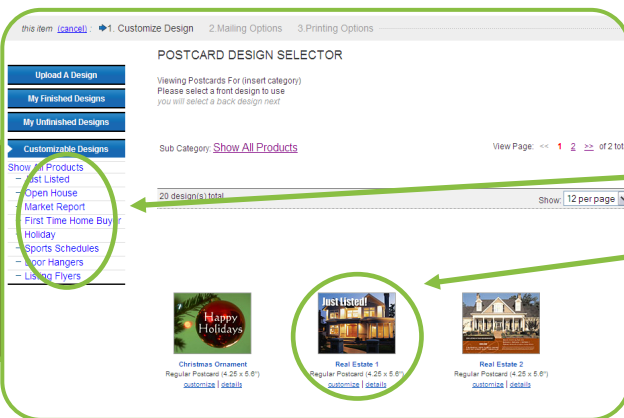 this item (cancel) : 1. Customize Design 2.Mailing Options 3.Printing Options
POSTCARD DESIGN SELECTOR
Upload A Design
My Finished Designs
My Unfinished Designs
Customizable Designs
Show All Products
– Just Listed
– Open House
– Market Report
– First Time Home Buyer
– Holiday
– Sports Schedules
– Door Hangers
– Listing Flyers
Viewing Postcards For (insert category)
Please select a front design to use
you will select a back design next
Sub Category: Show All Products
View Page: << 1 2 >> of 2 tot
20 design(s) total
Show: 12 per page
Happy
Holidays
Christmas Ornament
Regular Postcard (4.25 x 5.6")
customize | details
Just Listed!
Real Estate 1
Regular Postcard (4.25 x 5.6")
customize | details
Real Estate 2
Regular Postcard (4.25 x 5.6")
customize | details